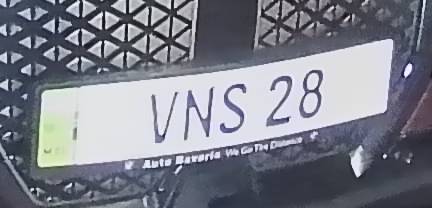 VNS 28
Auto Bavaria We Go The Distance